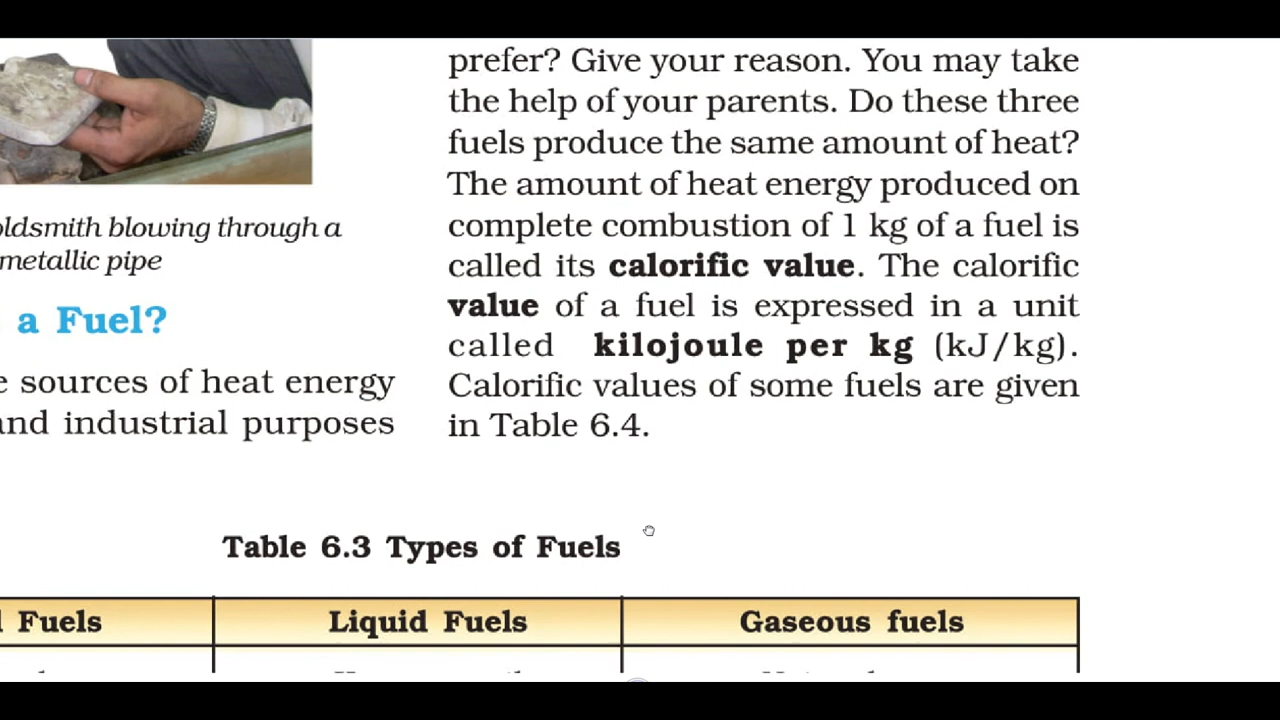 prefer? Give your reason. You may take
the help of your parents. Do these three
fuels produce the same amount of heat?
The amount of heat energy produced on
complete combustion of 1 kg of a fuel is
called its calorific value. The calorific
value of a fuel is expressed in a unit
called kilojoule per kg (kJ/kg).
Calorific values of some fuels are given
in Table 6.4.
oldsmith blowing through a
metallic pipe
a Fuel?
sources of heat energy
and industrial purposes
Table 6.3 Types of Fuels
Fuels
Liquid Fuels
Gaseous fuels